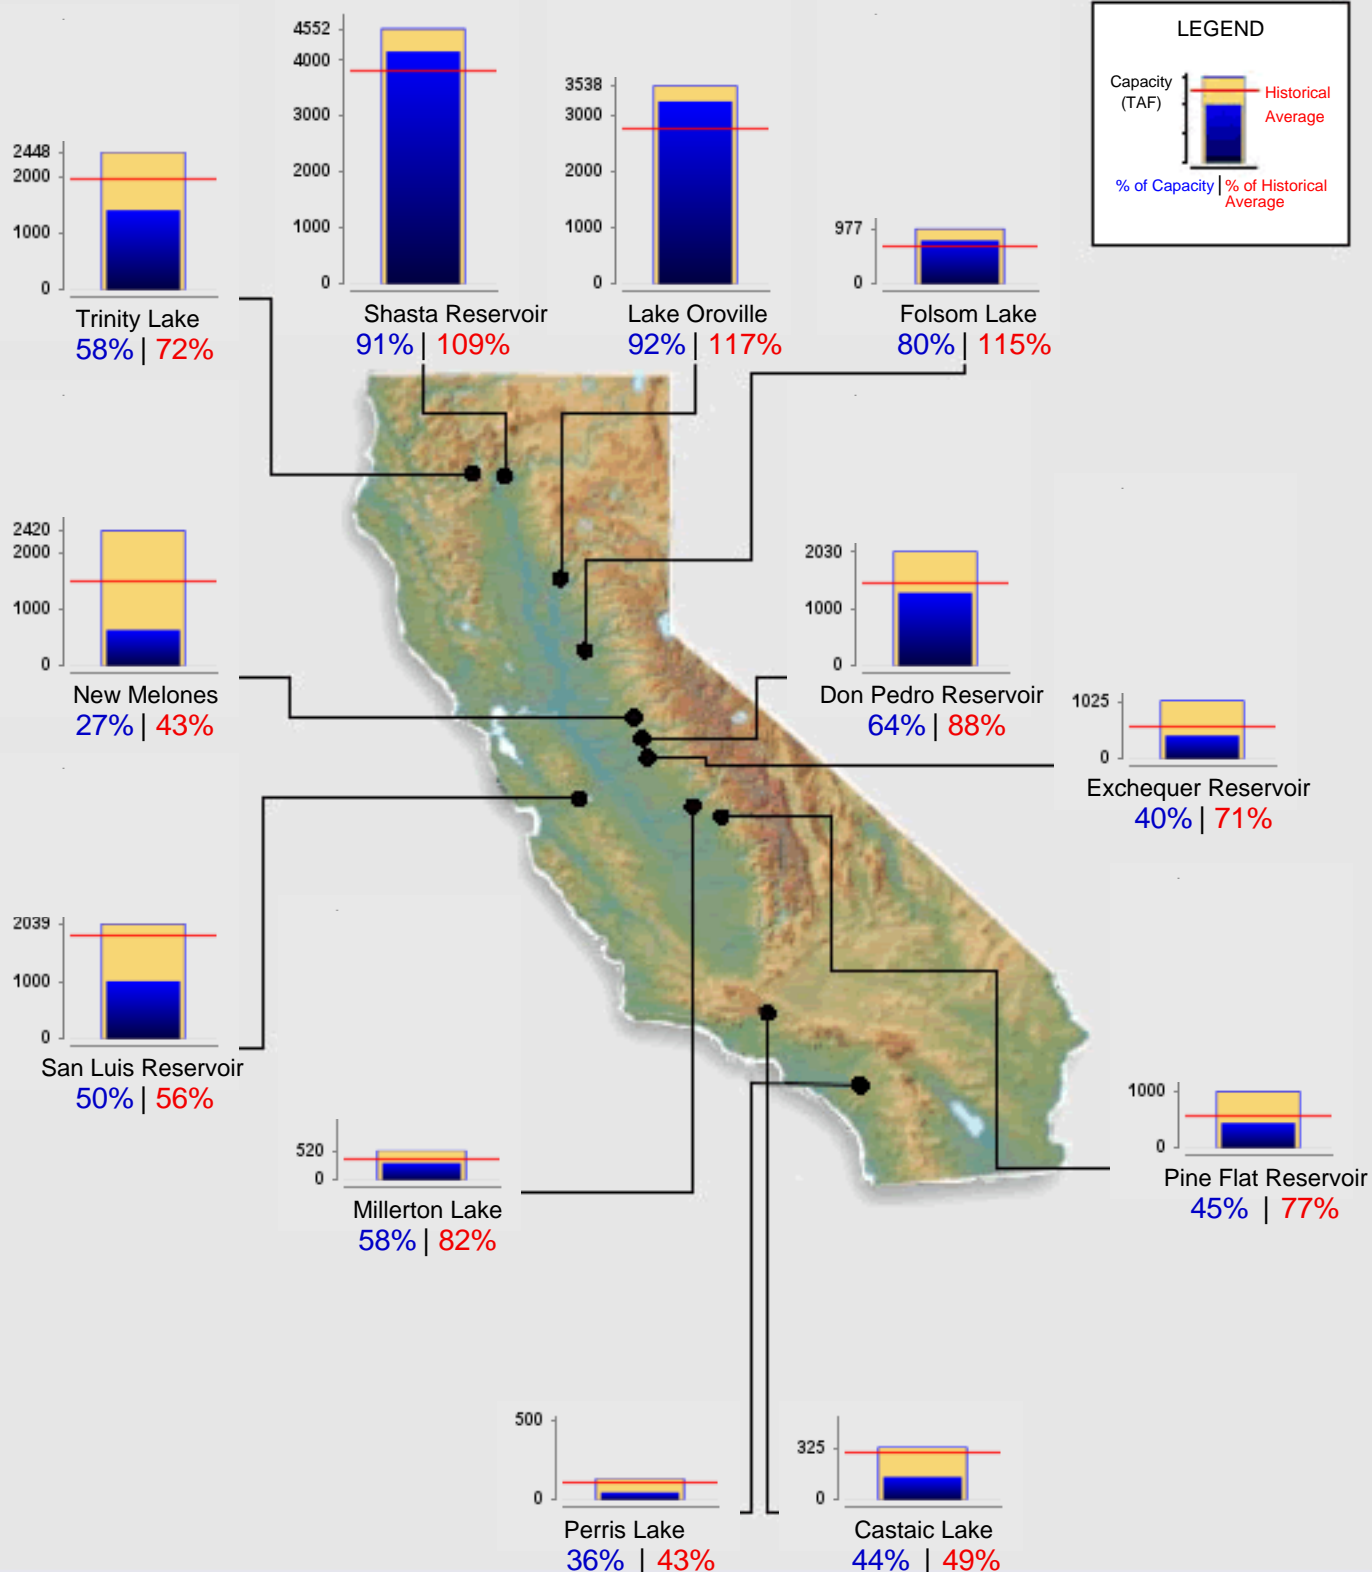 LEGEND
Capacity
(TAF)
Historical
Average
% of Capacity | % of Historical
Average
2448
2000
1000
0
Trinity Lake
58% | 72%
4552
4000
3000
2000
1000
0
Shasta Reservoir
91% | 109%
3538
3000
2000
1000
0
Lake Oroville
92% | 117%
977
0
Folsom Lake
80% | 115%
2420
2000
1000
0
New Melones
27% | 43%
2030
1000
0
Don Pedro Reservoir
64% | 88%
1025
0
Exchequer Reservoir
40% | 71%
2039
1000
0
San Luis Reservoir
50% | 56%
520
0
Millerton Lake
58% | 82%
1000
0
Pine Flat Reservoir
45% | 77%
500
0
Perris Lake
36% | 43%
325
0
Castaic Lake
44% | 49%